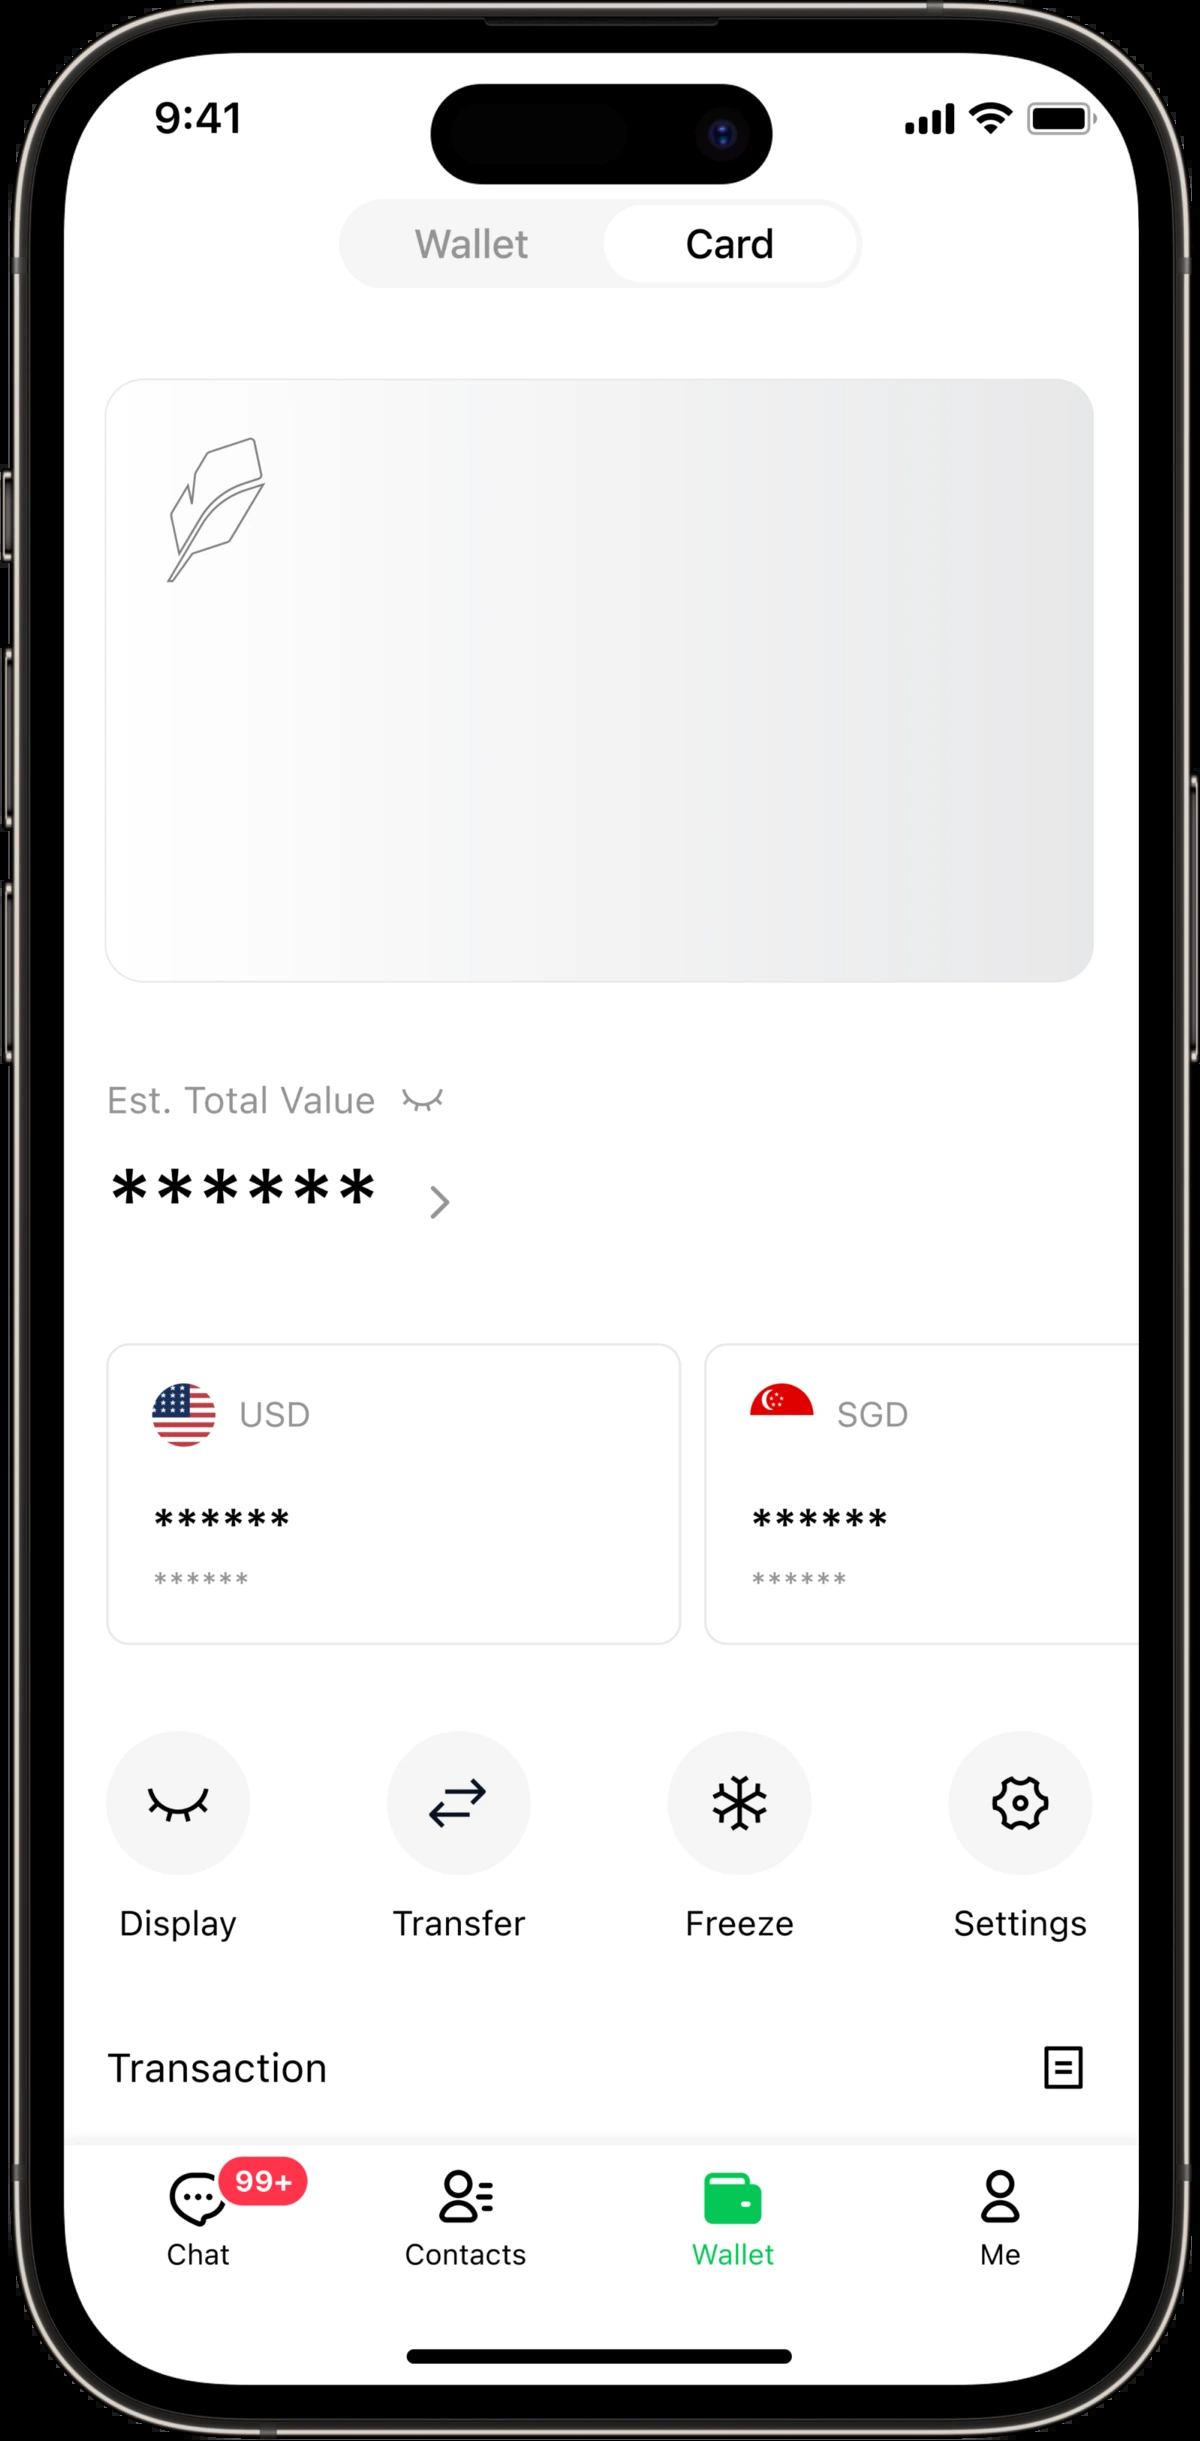 9:41
Wallet Card
Est. Total Value
******
USD SGD
****** ******
****** ******
Display Transfer Freeze Settings
Transaction
99+
Chat Contacts Wallet Me